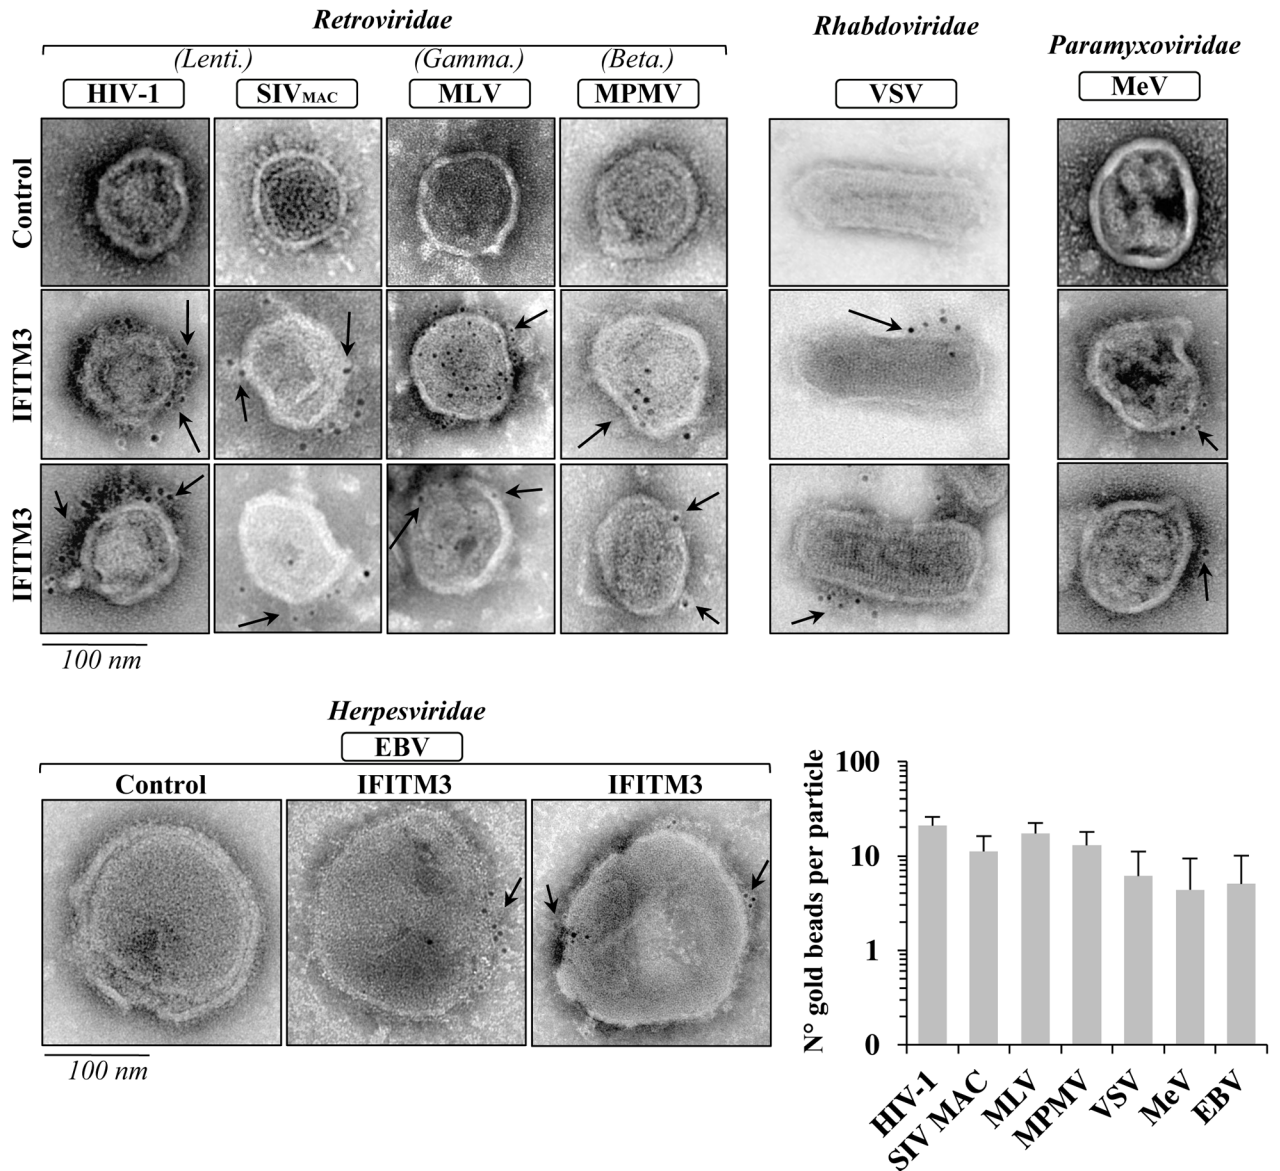 Retroviridae
Rhabdoviridae
Paramyxoviridae
(Lenti.) (Gamma.) (Beta.)
HIV-1 SIVMAC MLV MPMV VSV MeV
Control
IFITM3
IFITM3
100 nm
Herpesviridae
EBV
Control IFITM3 IFITM3
100 nm
N° gold beads per particle
100
10
1
0
HIV-1 SIV MAC MLV MPMV VSV MeV EBV